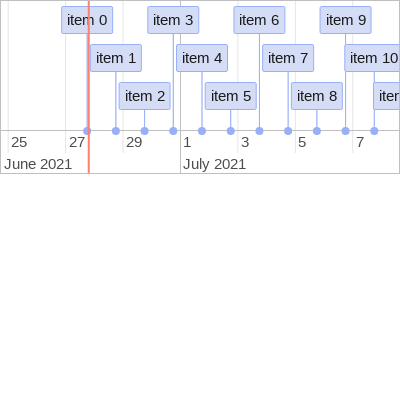 item 0 item 3 item 6 item 9
item 1 item 4 item 7 item 10
item 2 item 5 item 8
25 27 29 1 3 5 7
June 2021 July 2021